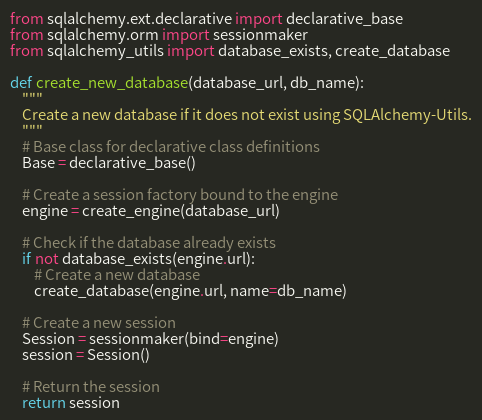 from sqlalchemy.ext.declarative import declarative_base
from sqlalchemy.orm import sessionmaker
from sqlalchemy_utils import database_exists, create_database

def create_new_database(database_url, db_name):
    """
    Create a new database if it does not exist using SQLAlchemy-Utils.
    """
    # Base class for declarative class definitions
    Base = declarative_base()

    # Create a session factory bound to the engine
    engine = create_engine(database_url)

    # Check if the database already exists
    if not database_exists(engine.url):
        # Create a new database
        create_database(engine.url, name=db_name)

    # Create a new session
    Session = sessionmaker(bind=engine)
    session = Session()

    # Return the session
    return session